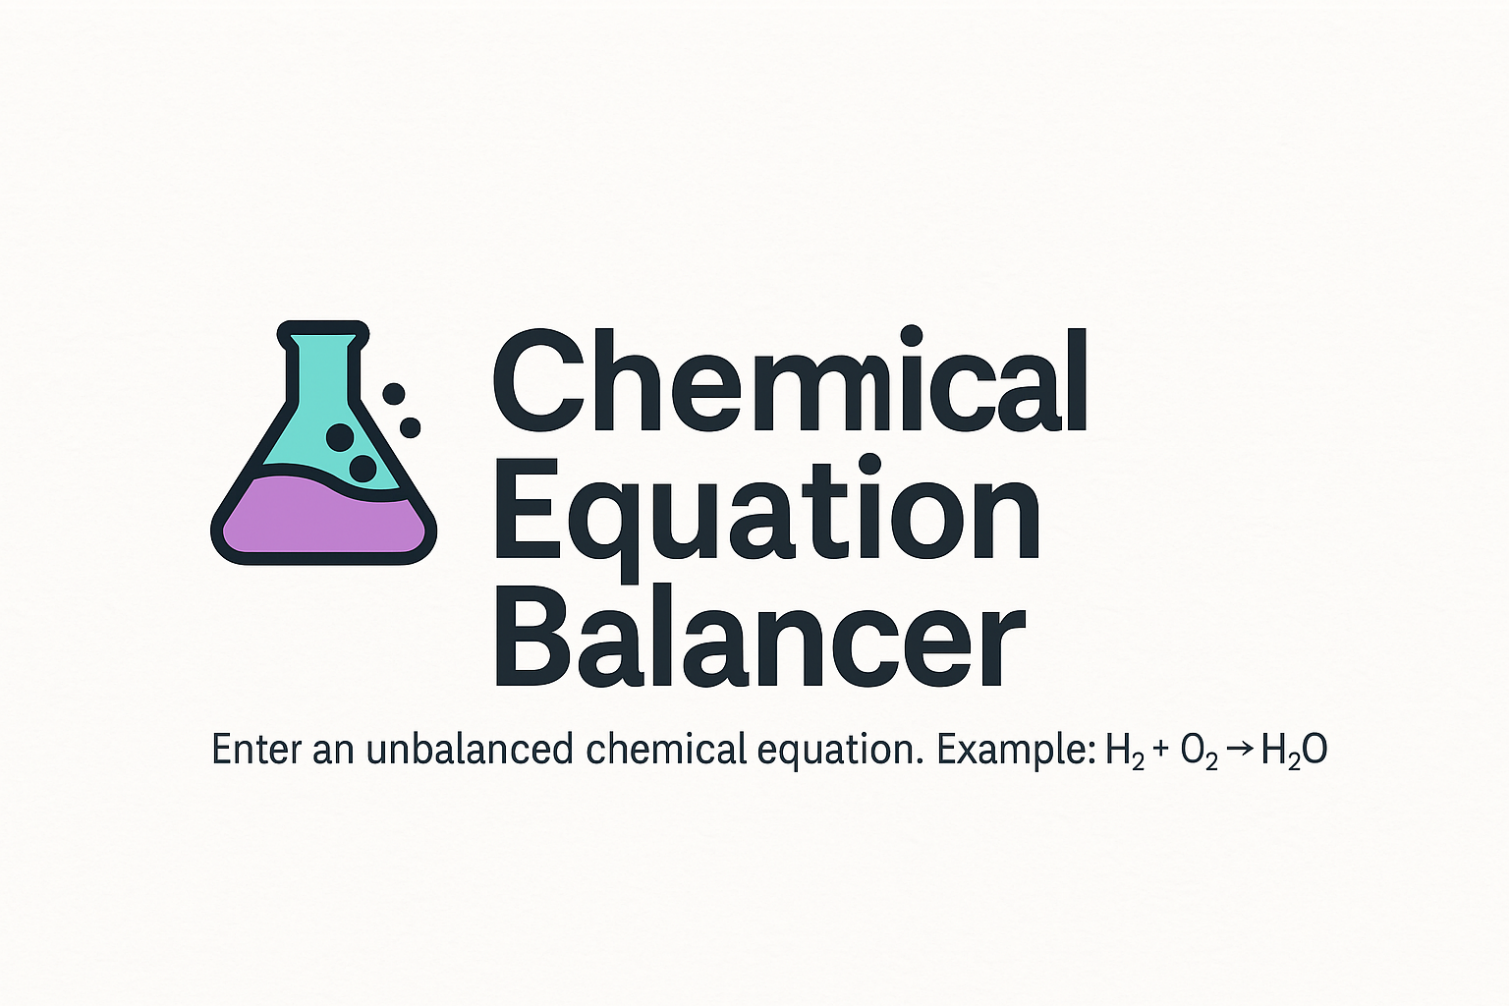 Chemical
Equation
Balancer
Enter an unbalanced chemical equation. Example: H₂ + O₂ → H₂O